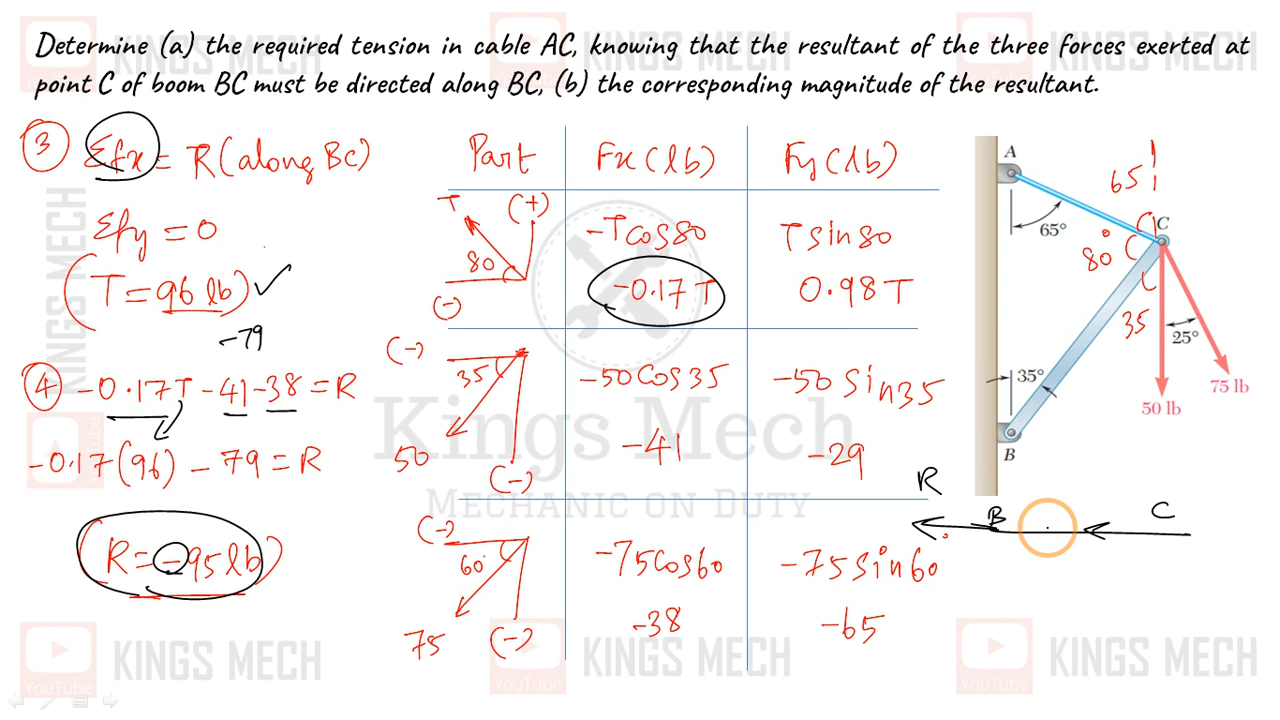 Determine (a) the required tension in cable AC, knowing that the resultant of the three forces exerted at
point C of boom BC must be directed along BC, (b) the corresponding magnitude of the resultant.
③ Σfx = R (along BC)
Σfy = 0
(T = 96 lb) ✓
-79
④ -0.17T -41 -38 = R
-0.17(96) - 79 = R
(R = -95 lb)
Part Fx (lb) Fy (lb)
T (+) 80 (-)
-Tcos80 Tsin80
-0.17T 0.98T
(-) 35 50 (-)
-50cos35 -50sin35
-41 -29
(-) 60° 75 (-)
-75cos60 -75sin60
-38 -65
A
65
65°
C
80°
35
25°
75 lb
50 lb
35°
B
R
B C
KINGS MECH
Kings Mech
MECHANIC ON DUTY
KINGS MECH
KINGS MECH
KINGS MECH
KINGS MECH
YouTube
YouTube
YouTube
YouTube